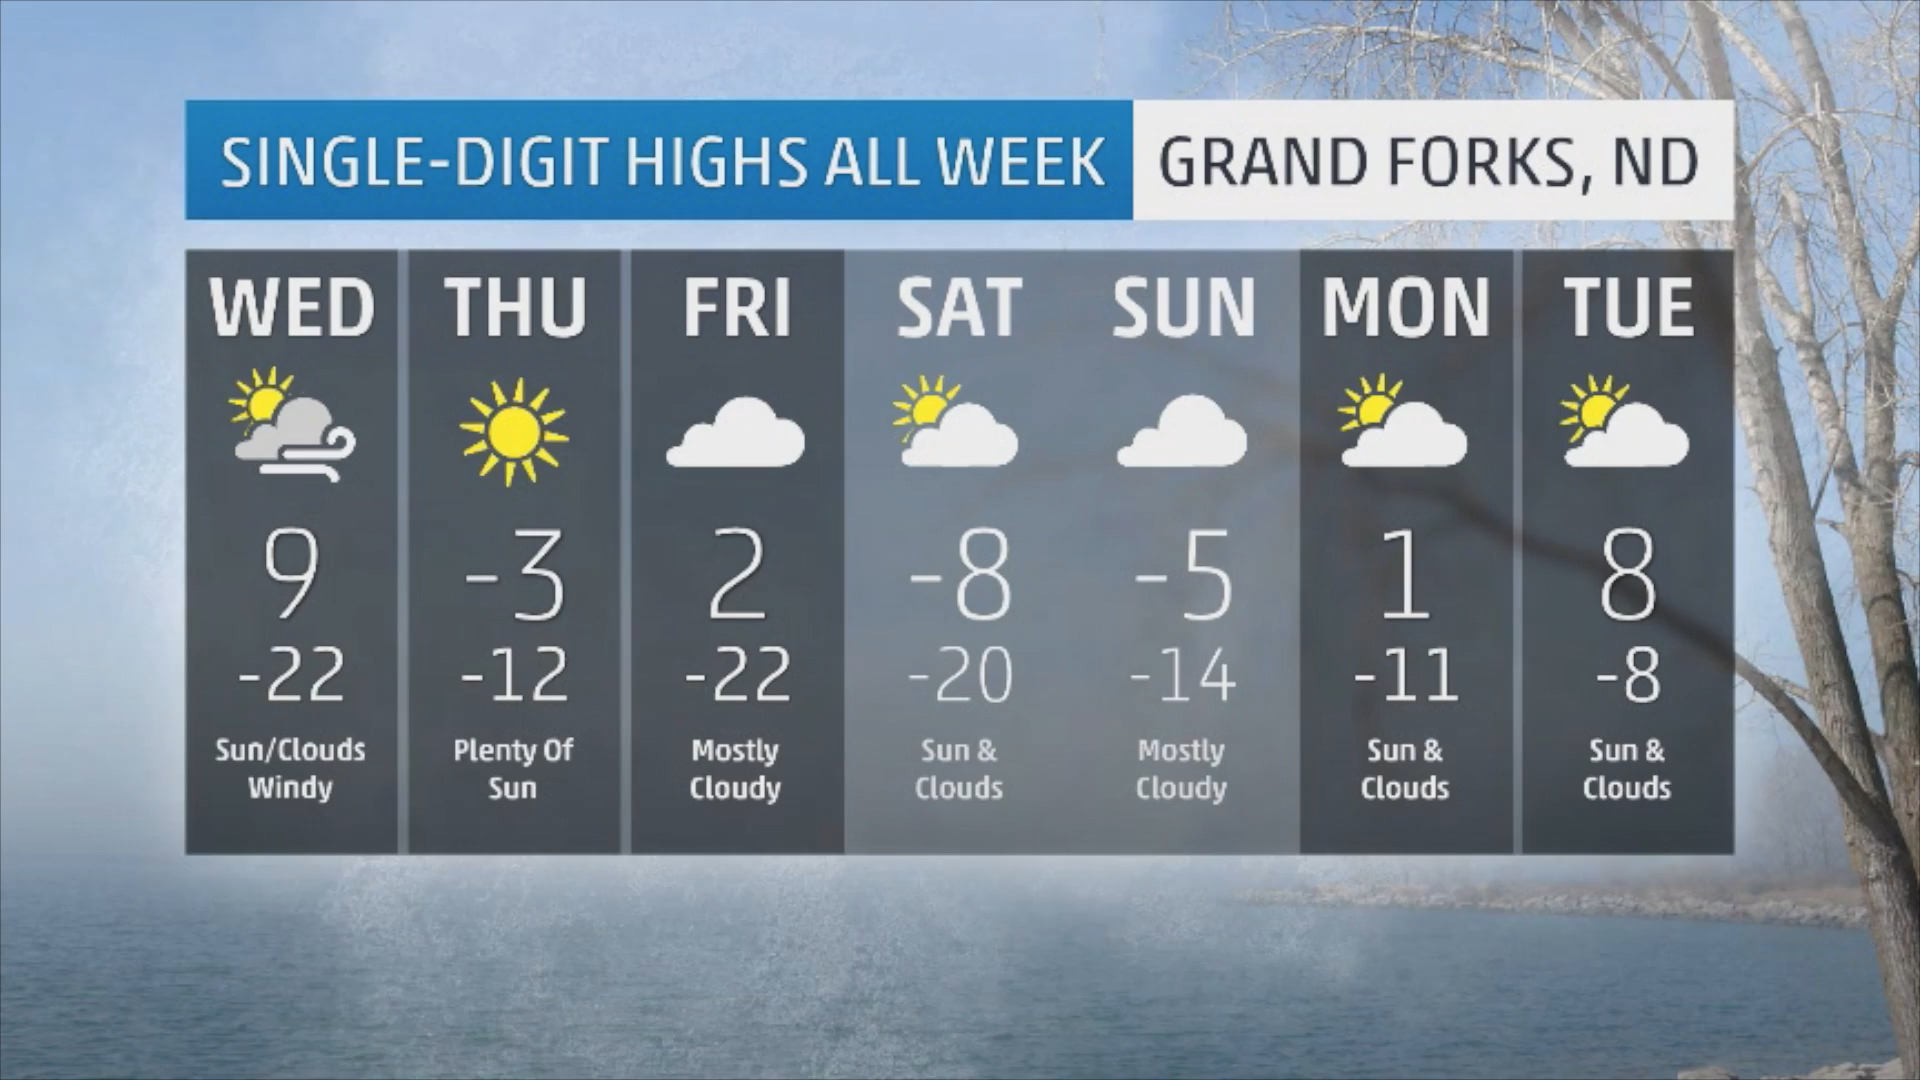 SINGLE-DIGIT HIGHS ALL WEEK GRAND FORKS, ND
WED THU FRI SAT SUN MON TUE
9 -3 2 -8 -5 1 8
-22 -12 -22 -20 -14 -11 -8
Sun/Clouds Plenty Of Mostly Sun & Mostly Sun & Sun &
Windy Sun Cloudy Clouds Cloudy Clouds Clouds